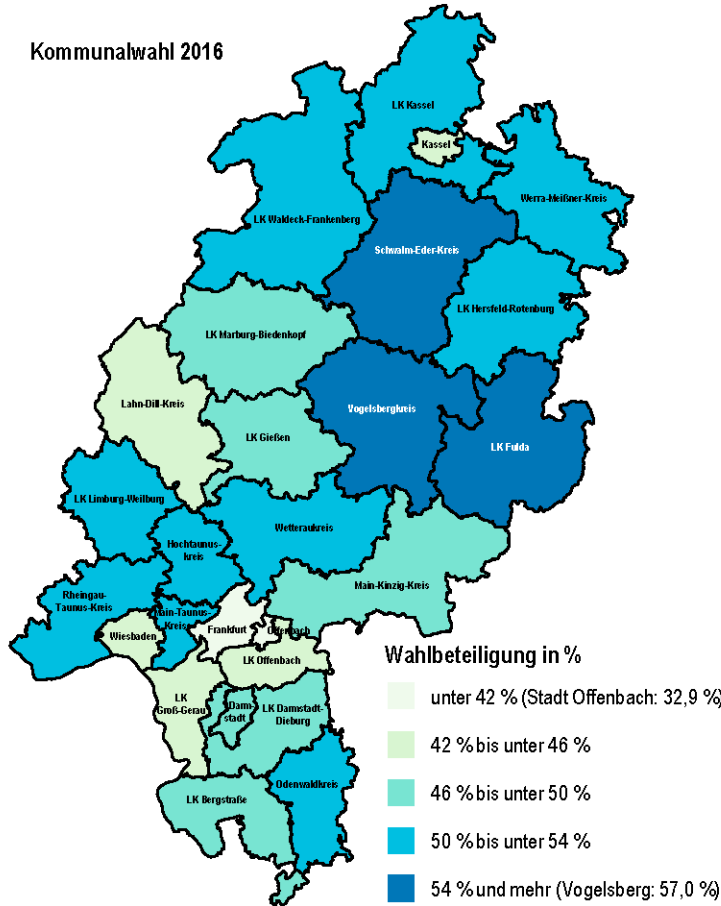 Kommunalwahl 2016
LK Kassel
Kassel
Werra-Meißner-Kreis
LK Waldeck-Frankenberg
Schwalm-Eder-Kreis
LK Hersfeld-Rotenburg
LK Marburg-Biedenkopf
Lahn-Dill-Kreis
Vogelsbergkreis
LK Gießen
LK Fulda
LK Limburg-Weilburg
Wetteraukreis
Hochtaunus-
kreis
Main-Kinzig-Kreis
Rheingau-
Taunus-Kreis
Main-Taunus-
Kreis
Wiesbaden
Frankfurt
Offenbach
LK Offenbach
LK
Groß-Gerau
Darm-
stadt
LK Darmstadt-
Dieburg
Odenwaldkreis
LK Bergstraße
Wahlbeteiligung in %
unter 42 % (Stadt Offenbach: 32,9 %)
42 % bis unter 46 %
46 % bis unter 50 %
50 % bis unter 54 %
54 % und mehr (Vogelsberg: 57,0 %)